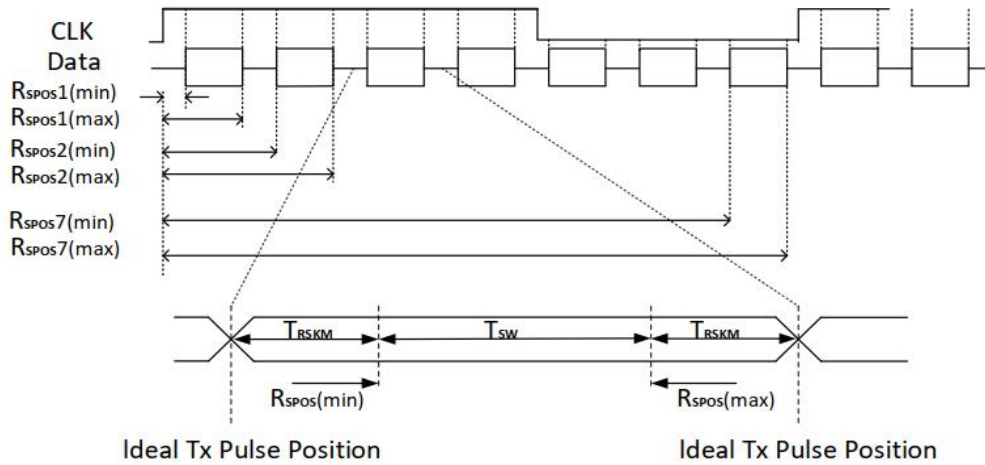 CLK
Data
RSPOS1(min)
RSPOS1(max)
RSPOS2(min)
RSPOS2(max)
RSPOS7(min)
RSPOS7(max)
TRSKM TSW TRSKM
RSPOS(min) RSPOS(max)
Ideal Tx Pulse Position Ideal Tx Pulse Position